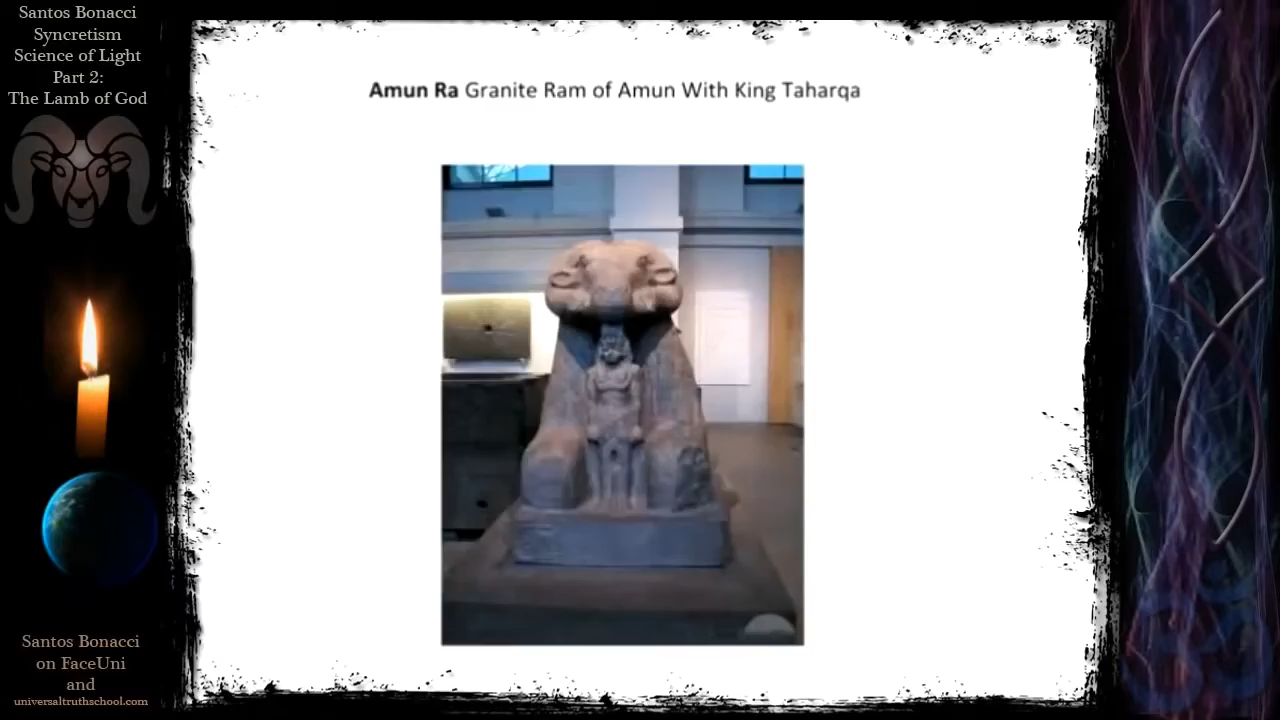 Santos Bonacci
Syncretism
Science of Light
Part 2:
The Lamb of God
Amun Ra Granite Ram of Amun With King Taharqa
Santos Bonacci
on FaceUni
and
universaltruthschool.com